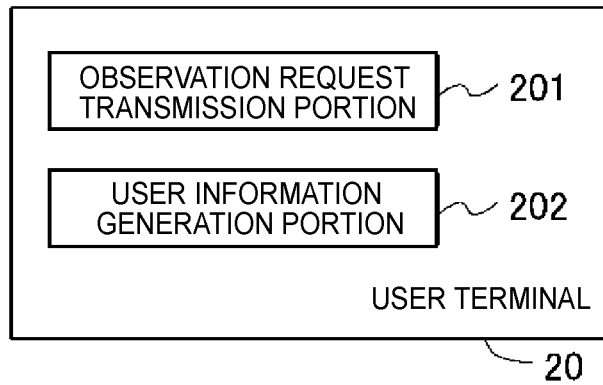 OBSERVATION REQUEST
TRANSMISSION PORTION
201
USER INFORMATION
GENERATION PORTION
202
USER TERMINAL
20